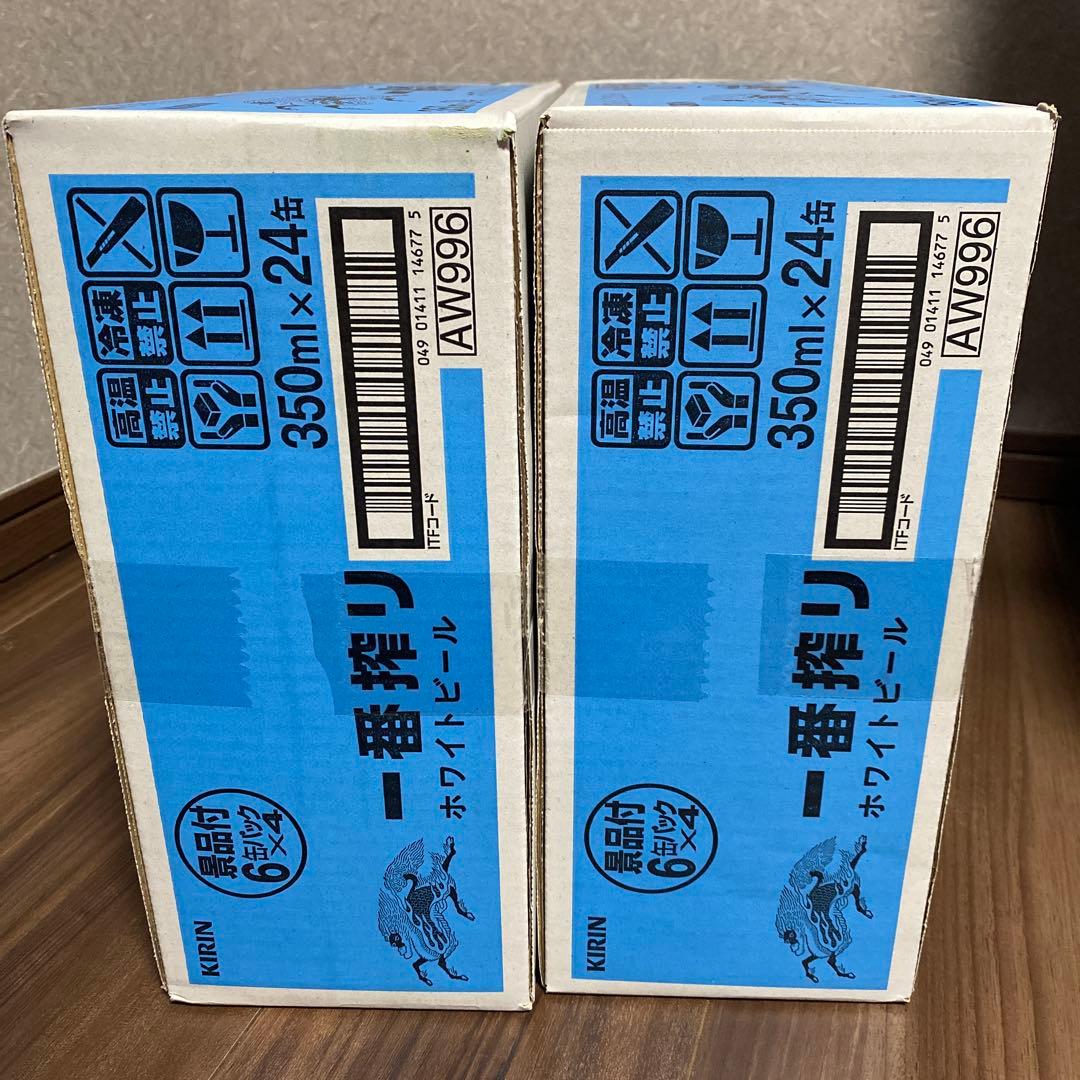 KIRIN
景品付
6缶パック
×4
一番搾り
ホワイトビール
冷凍
禁止
高温
禁止
350ml×24缶
049 01411 14677 5
ITFコード
AW996
KIRIN
景品付
6缶パック
×4
一番搾り
ホワイトビール
冷凍
禁止
高温
禁止
350ml×24缶
049 01411 14677 5
ITFコード
AW996